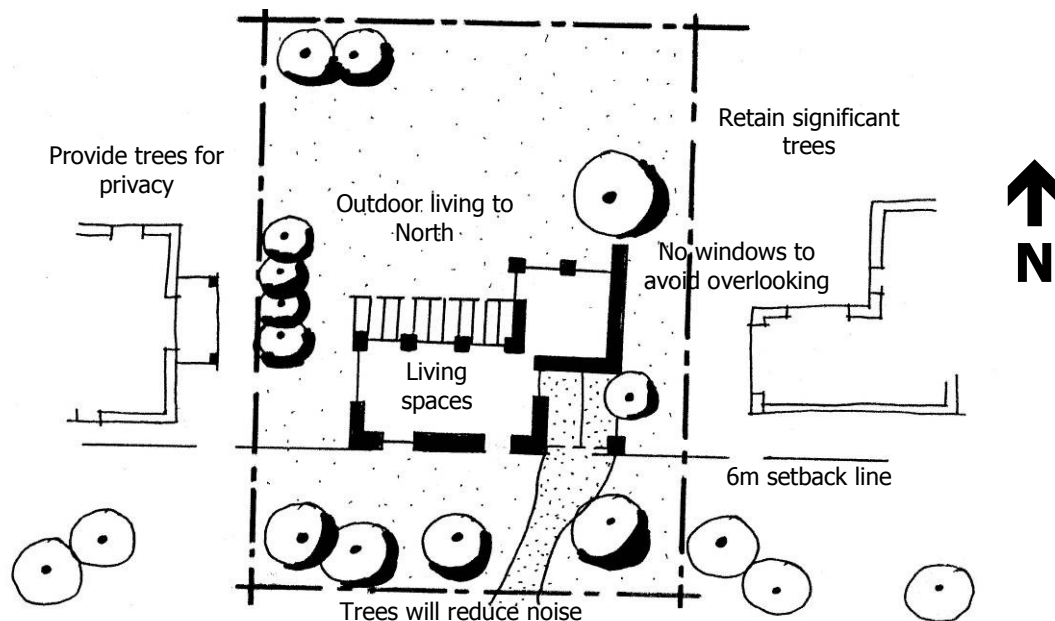 Retain significant
trees
Provide trees for
privacy
Outdoor living to
North
N
No windows to
avoid overlooking
Living
spaces
6m setback line
Trees will reduce noise